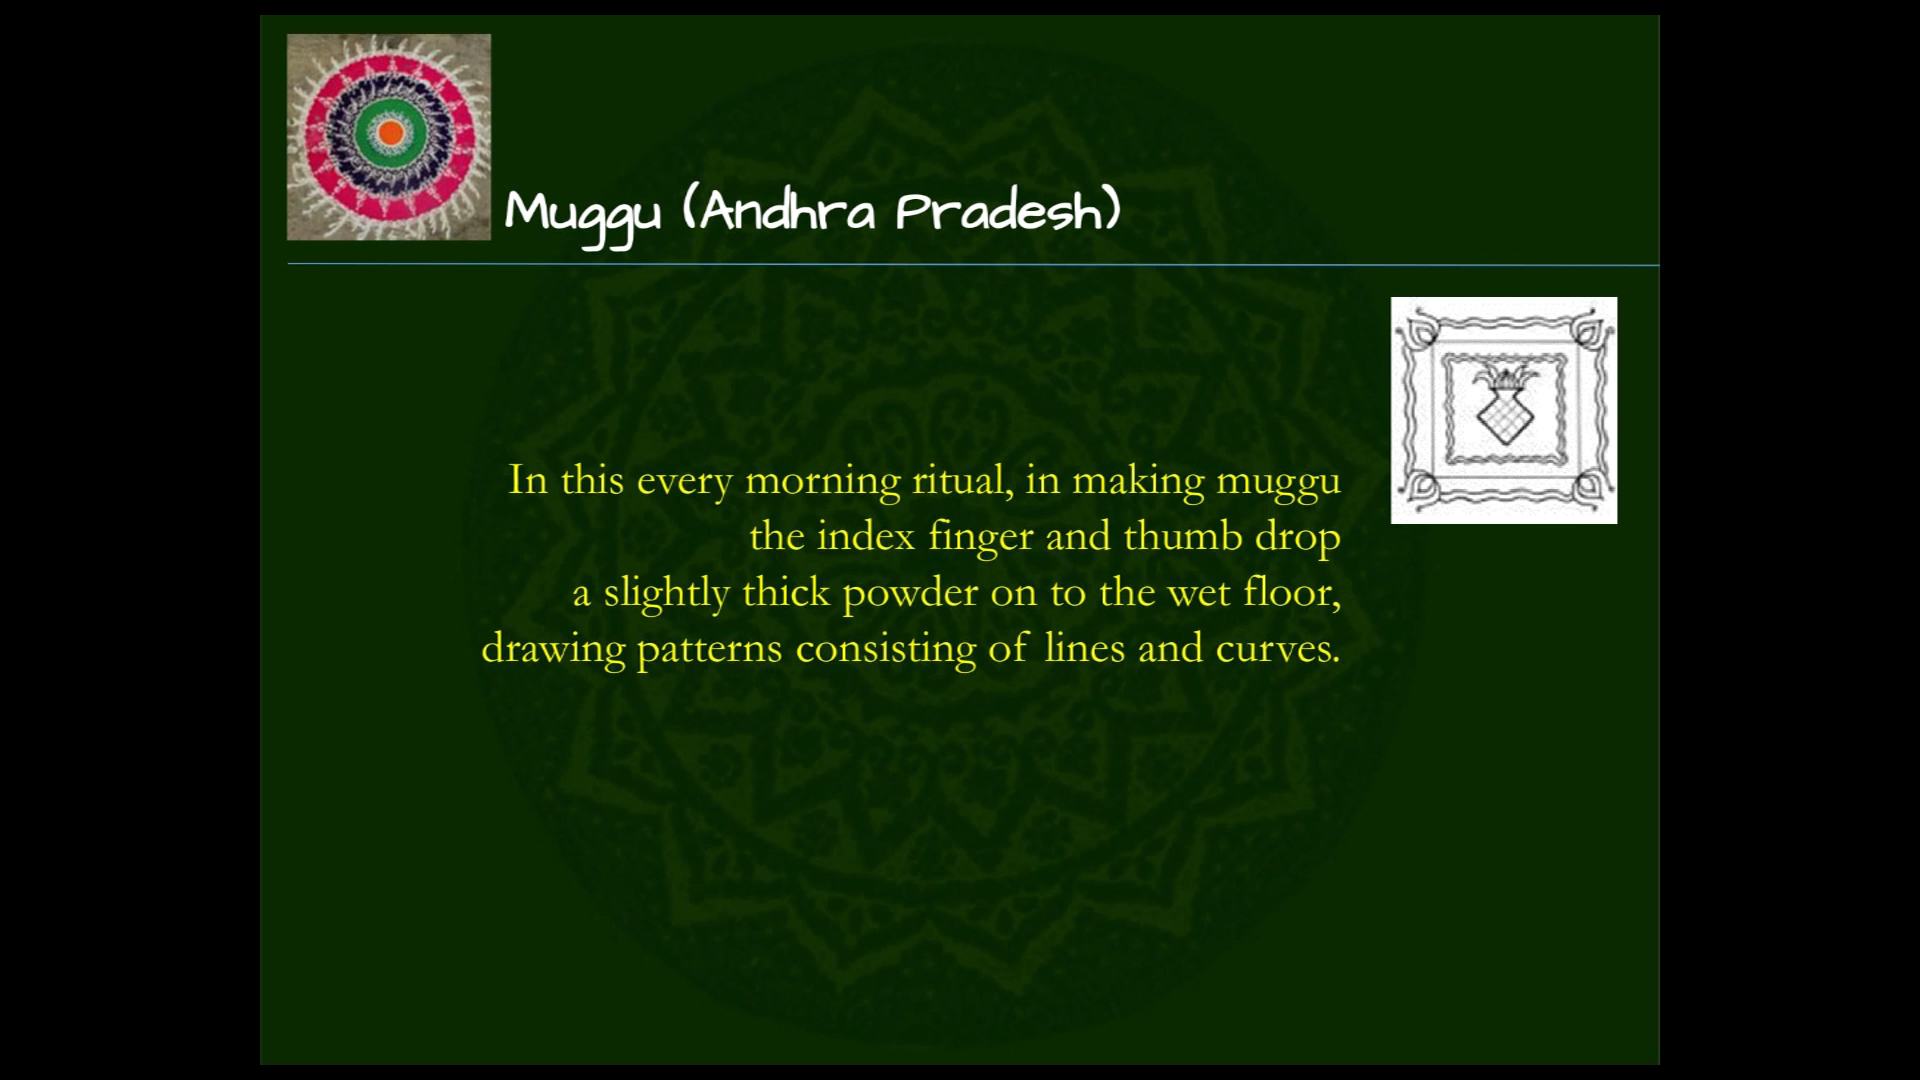 Muggu (Andhra Pradesh)
In this every morning ritual, in making muggu
the index finger and thumb drop
a slightly thick powder on to the wet floor,
drawing patterns consisting of lines and curves.